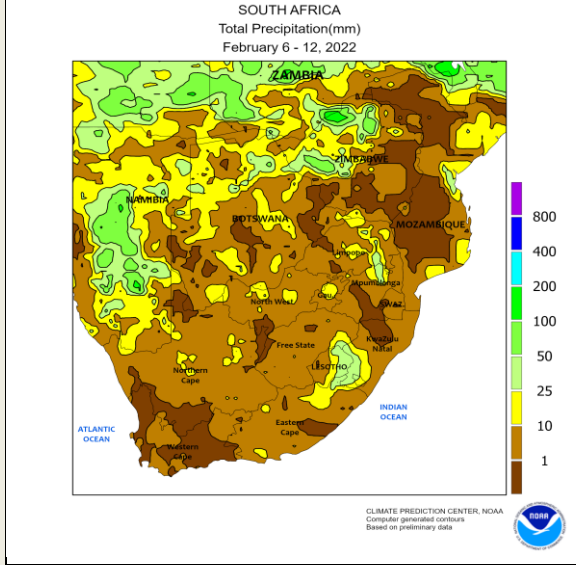 SOUTH AFRICA
Total Precipitation(mm)
February 6 - 12, 2022
ZAMBIA
ZIMBABWE
NAMIBIA
BOTSWANA
MOZAMBIQUE
Limpopo
Mpumalanga
North West
Gau
SWAZ
Free State
KwaZulu
Natal
LESOTHO
Northern
Cape
Eastern
Cape
Western
Cape
ATLANTIC
OCEAN
INDIAN
OCEAN
800
400
200
100
50
25
10
1
CLIMATE PREDICTION CENTER, NOAA
Computer generated contours
Based on preliminary data
NOAA